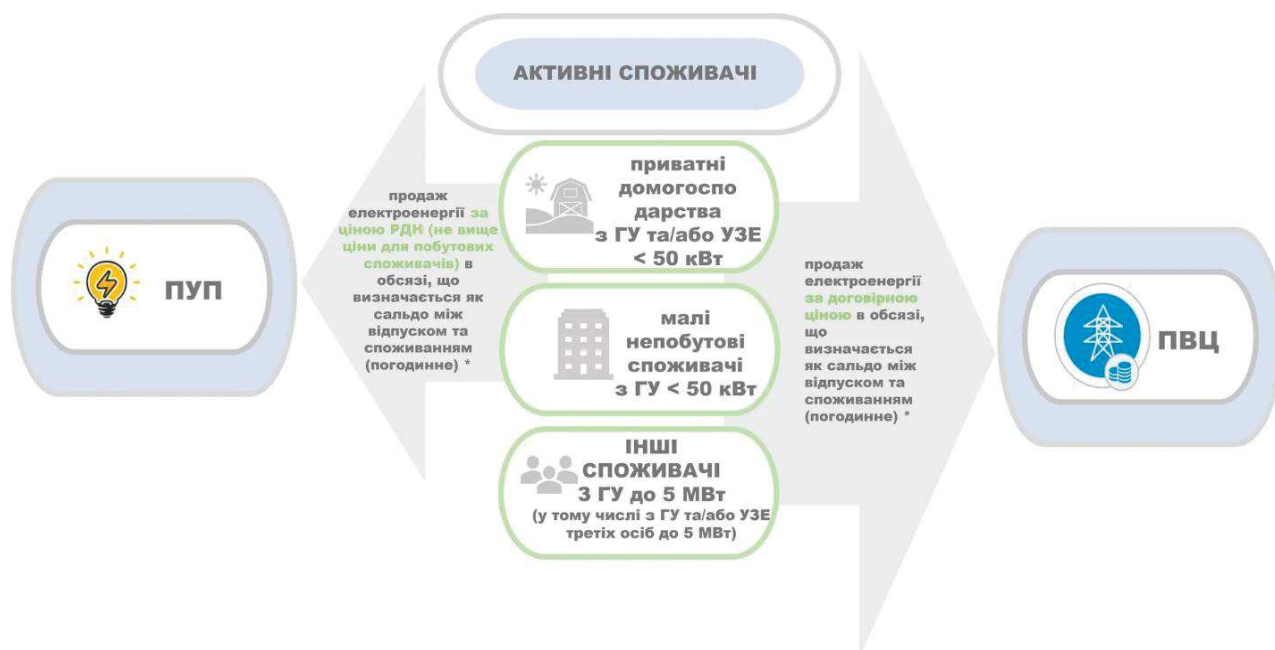 АКТИВНІ СПОЖИВАЧІ
ПУП
продаж
електроенергії за
ціною РДН (не вище
ціни для побутових
споживачів) в
обсязі, що
визначається як
сальдо між
відпуском та
споживанням
(погодинне) *
приватні
домогоспо
дарства
з ГУ та/або УЗЕ
< 50 кВт
малі
непобутові
споживачі
з ГУ < 50 кВт
ІНШІ
СПОЖИВАЧІ
З ГУ до 5 МВт
(у тому числі з ГУ та/або УЗЕ
третіх осіб до 5 МВт)
продаж
електроенергії
за договірною
ціною в обсязі,
що
визначається
як сальдо між
відпуском та
споживанням
(погодинне) *
ПВЦ